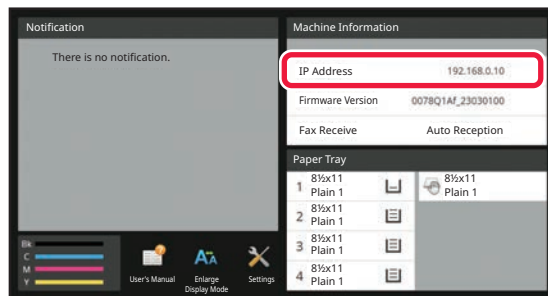 Notification
There is no notification.
Machine Information
IP Address 192.168.0.10
Firmware Version 0078Q1Af_23030100
Fax Receive Auto Reception
Paper Tray
1 8½x11
Plain 1
8½x11
Plain 1
2 8½x11
Plain 1
3 8½x11
Plain 1
4 8½x11
Plain 1
Bk
C
M
Y
User's Manual
Enlarge
Display Mode
Settings